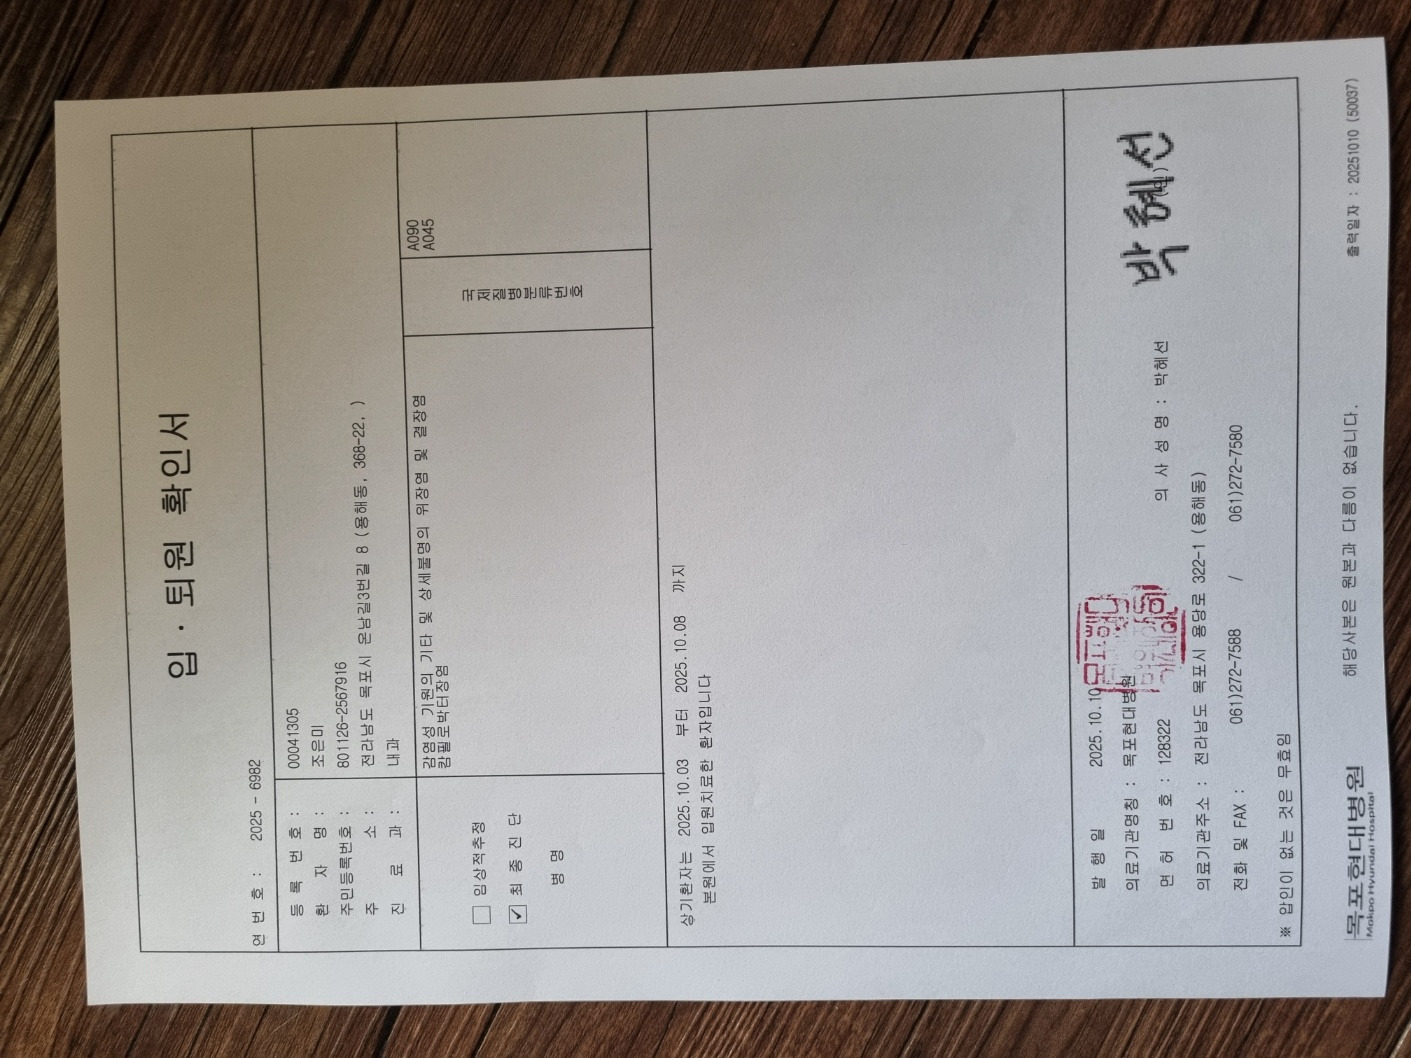 입 · 퇴원 확인서
연 번 호 : 2025 - 6982
등 록 번 호 : 00041305
환 자 명 : 조은미
주민등록번호 : 801126-2567916
주 소 : 전라남도 목포시 온남길3번길 8 (용해동, 368-22, )
진 료 과 : 내과
□ 임상적추정
☑ 최 종 진 단
병 명
감염성 기원의 기타 및 상세불명의 위장염 및 결장염
캄필로박터장염
국제질병분류번호
A090
A045
상기환자는 2025.10.03 부터 2025.10.08 까지
본원에서 입원치료한 환자입니다
발 행 일 2025.10.10
의료기관명칭 : 목포현대병원
면 허 번 호 : 128322 의 사 성 명 : 박혜선 (인)
박혜선
의료기관주소 : 전라남도 목포시 용당로 322-1 (용해동)
전화 및 FAX : 061)272-7588 / 061)272-7580
※ 압인이 없는 것은 무효임
목포현대병원
Mokpo Hyundai Hospital
해당사본은 원본과 다름이 없습니다.
출력일자 : 20251010 (50037)